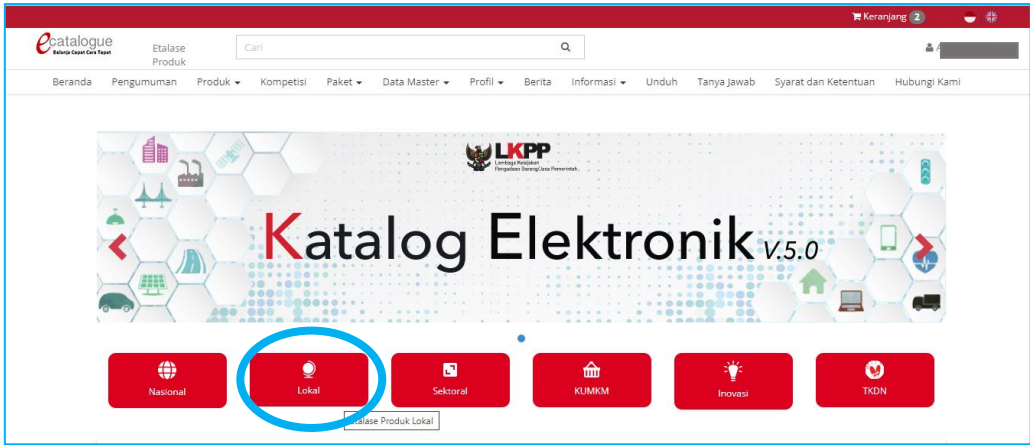 Keranjang 2
ecatalogue
Belanja Cepat Cara Tepat
Etalase
Produk
Cari
Beranda Pengumuman Produk Kompetisi Paket Data Master Profil Berita Informasi Unduh Tanya Jawab Syarat dan Ketentuan Hubungi Kami
LKPP
Lembaga Kebijakan
Pengadaan Barang/Jasa Pemerintah
Katalog Elektronik V.5.0
Nasional Lokal Sektoral KUMKM Inovasi TKDN
Etalase Produk Lokal